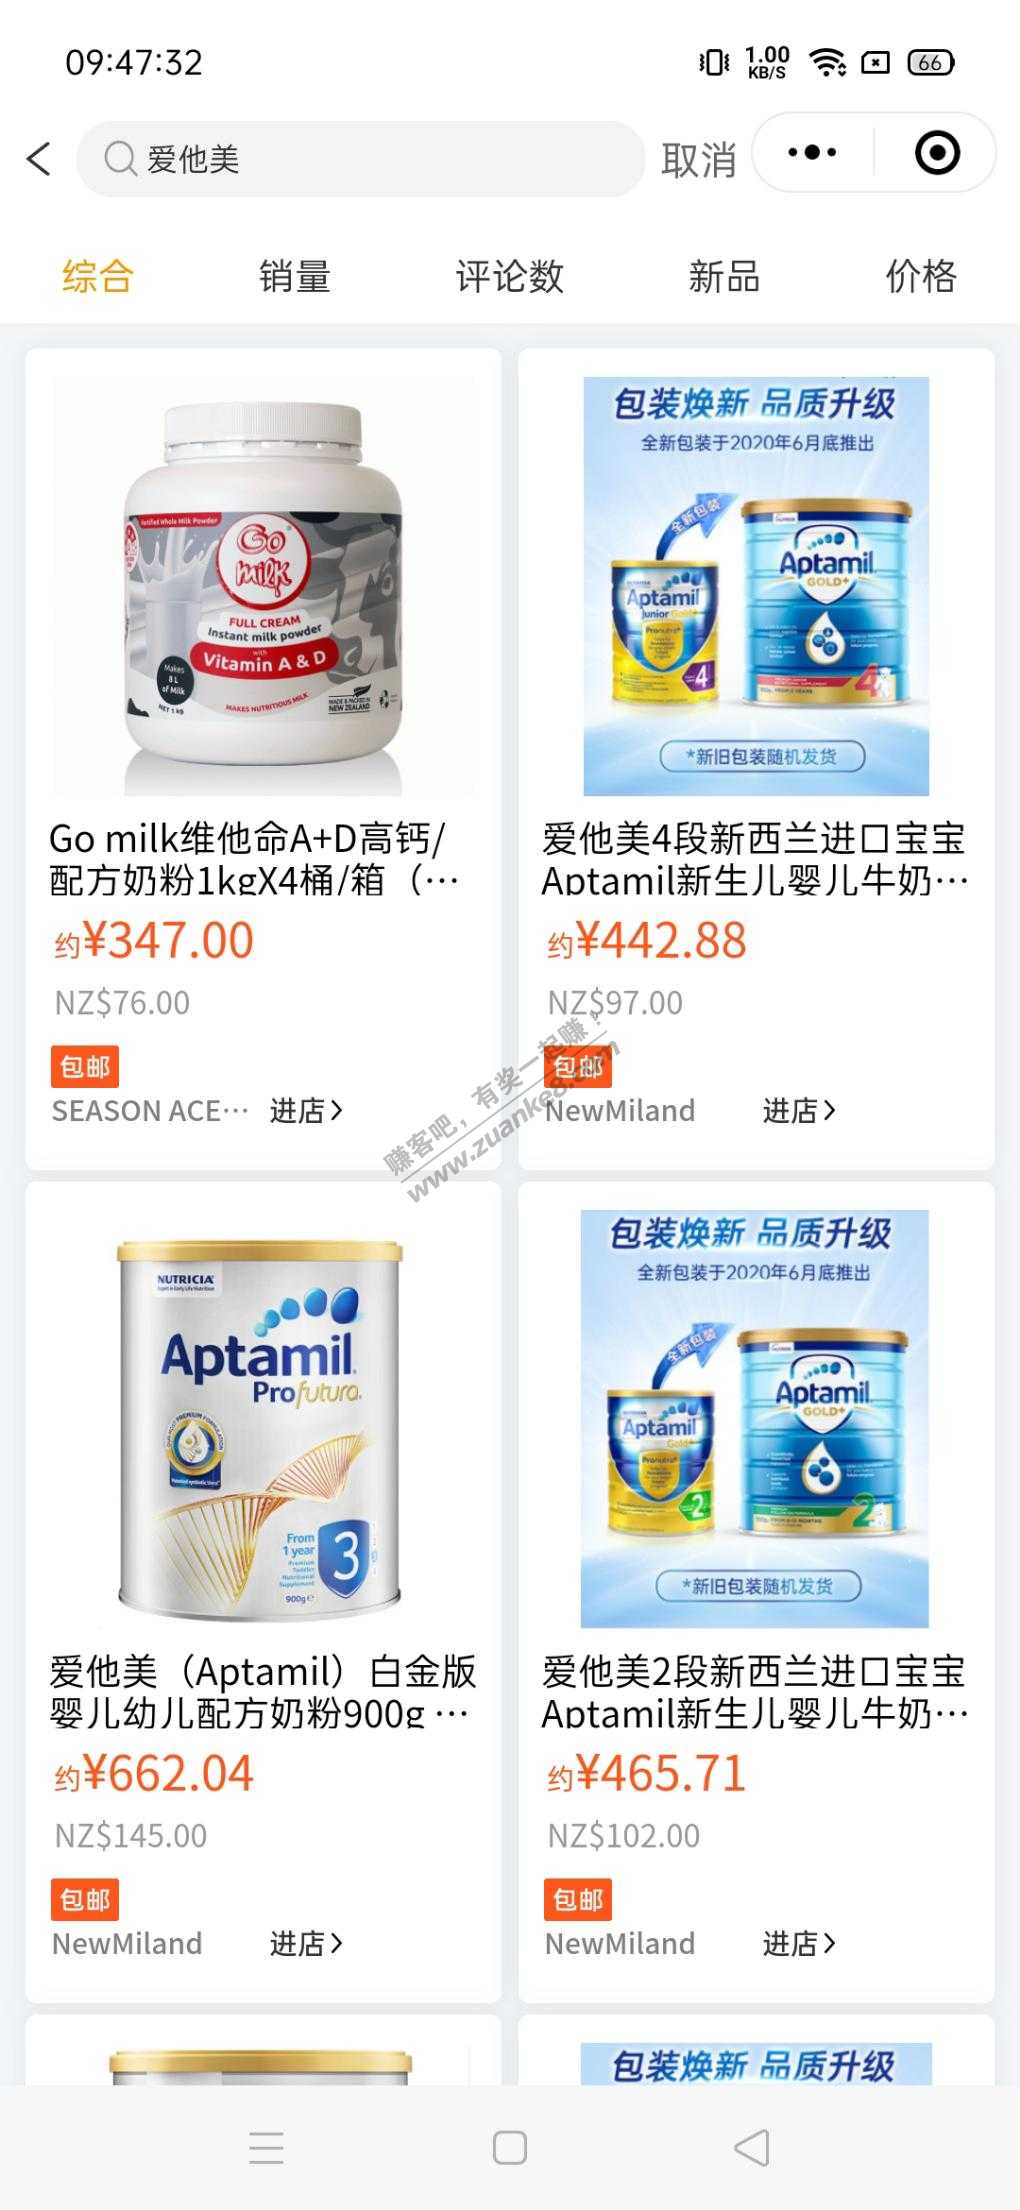 09:47:32
1.00
KB/S
66
爱他美
取消
综合
销量
评论数
新品
价格
Fortified Whole Milk Powder
Go
milk
FULL CREAM
Instant milk powder
with
Vitamin A & D
Makes
8 L
of Milk
NET 1 kg
MAKES NUTRITIOUS MILK
MADE & PACKED IN
NEW ZEALAND
Go milk维他命A+D高钙/
配方奶粉1kgX4桶/箱（···
约¥347.00
NZ$76.00
包邮
SEASON ACE···
进店
包装焕新 品质升级
全新包装于2020年6月底推出
全新包装
Aptamil
Junior Gold+
Pronutra+
4
Aptamil
GOLD+
4
*新旧包装随机发货
爱他美4段新西兰进口宝宝
Aptamil新生儿婴儿牛奶···
约¥442.88
NZ$97.00
包邮
NewMiland
进店
赚客吧，有奖一起赚！
www.zuanke8.com
NUTRICIA
Aptamil
Profutura
From
1 year
Premium
Toddler
Nutritional
Supplement
900g e
3
爱他美（Aptamil）白金版
婴儿幼儿配方奶粉900g ···
约¥662.04
NZ$145.00
包邮
NewMiland
进店
包装焕新 品质升级
全新包装于2020年6月底推出
全新包装
Aptamil
Gold+
Pronutra+
2
Aptamil
GOLD+
2
*新旧包装随机发货
爱他美2段新西兰进口宝宝
Aptamil新生儿婴儿牛奶···
约¥465.71
NZ$102.00
包邮
NewMiland
进店
包装焕新 品质升级